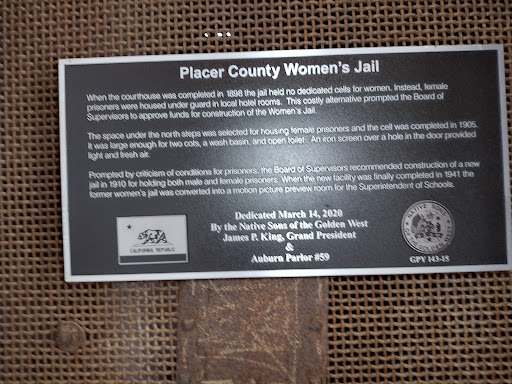 Placer County Women's Jail
When the courthouse was completed in 1898 the jail held no dedicated cells for women. Instead, female
prisoners were housed under guard in local hotel rooms. This costly alternative prompted the Board of
Supervisors to approve funds for construction of the Women's Jail.
The space under the north steps was selected for housing female prisoners and the cell was completed in 1905.
It was large enough for two cots, a wash basin, and open toilet. An iron screen over a hole in the door provided
light and fresh air.
Prompted by criticism of conditions for prisoners, the Board of Supervisors recommended construction of a new
jail in 1910 for holding both male and female prisoners. When the new facility was finally completed in 1941 the
former women's jail was converted into a motion picture preview room for the Superintendent of Schools.
Dedicated March 14, 2020
By the Native Sons of the Golden West
James P. King, Grand President
&
Auburn Parlor #59
CALIFORNIA REPUBLIC
GPY 143-15